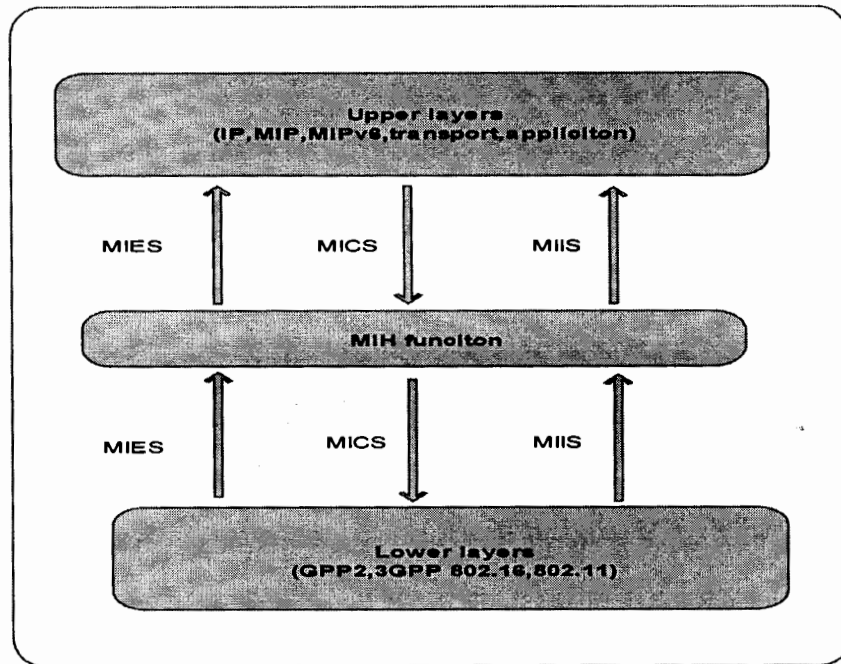 Upper layers
(IP,MIP,MIPv6,transport,appliciton)
MIES MICS MIIS
MIH funciton
MIES MICS MIIS
Lower layers
(GPP2,3GPP 802.16,802.11)